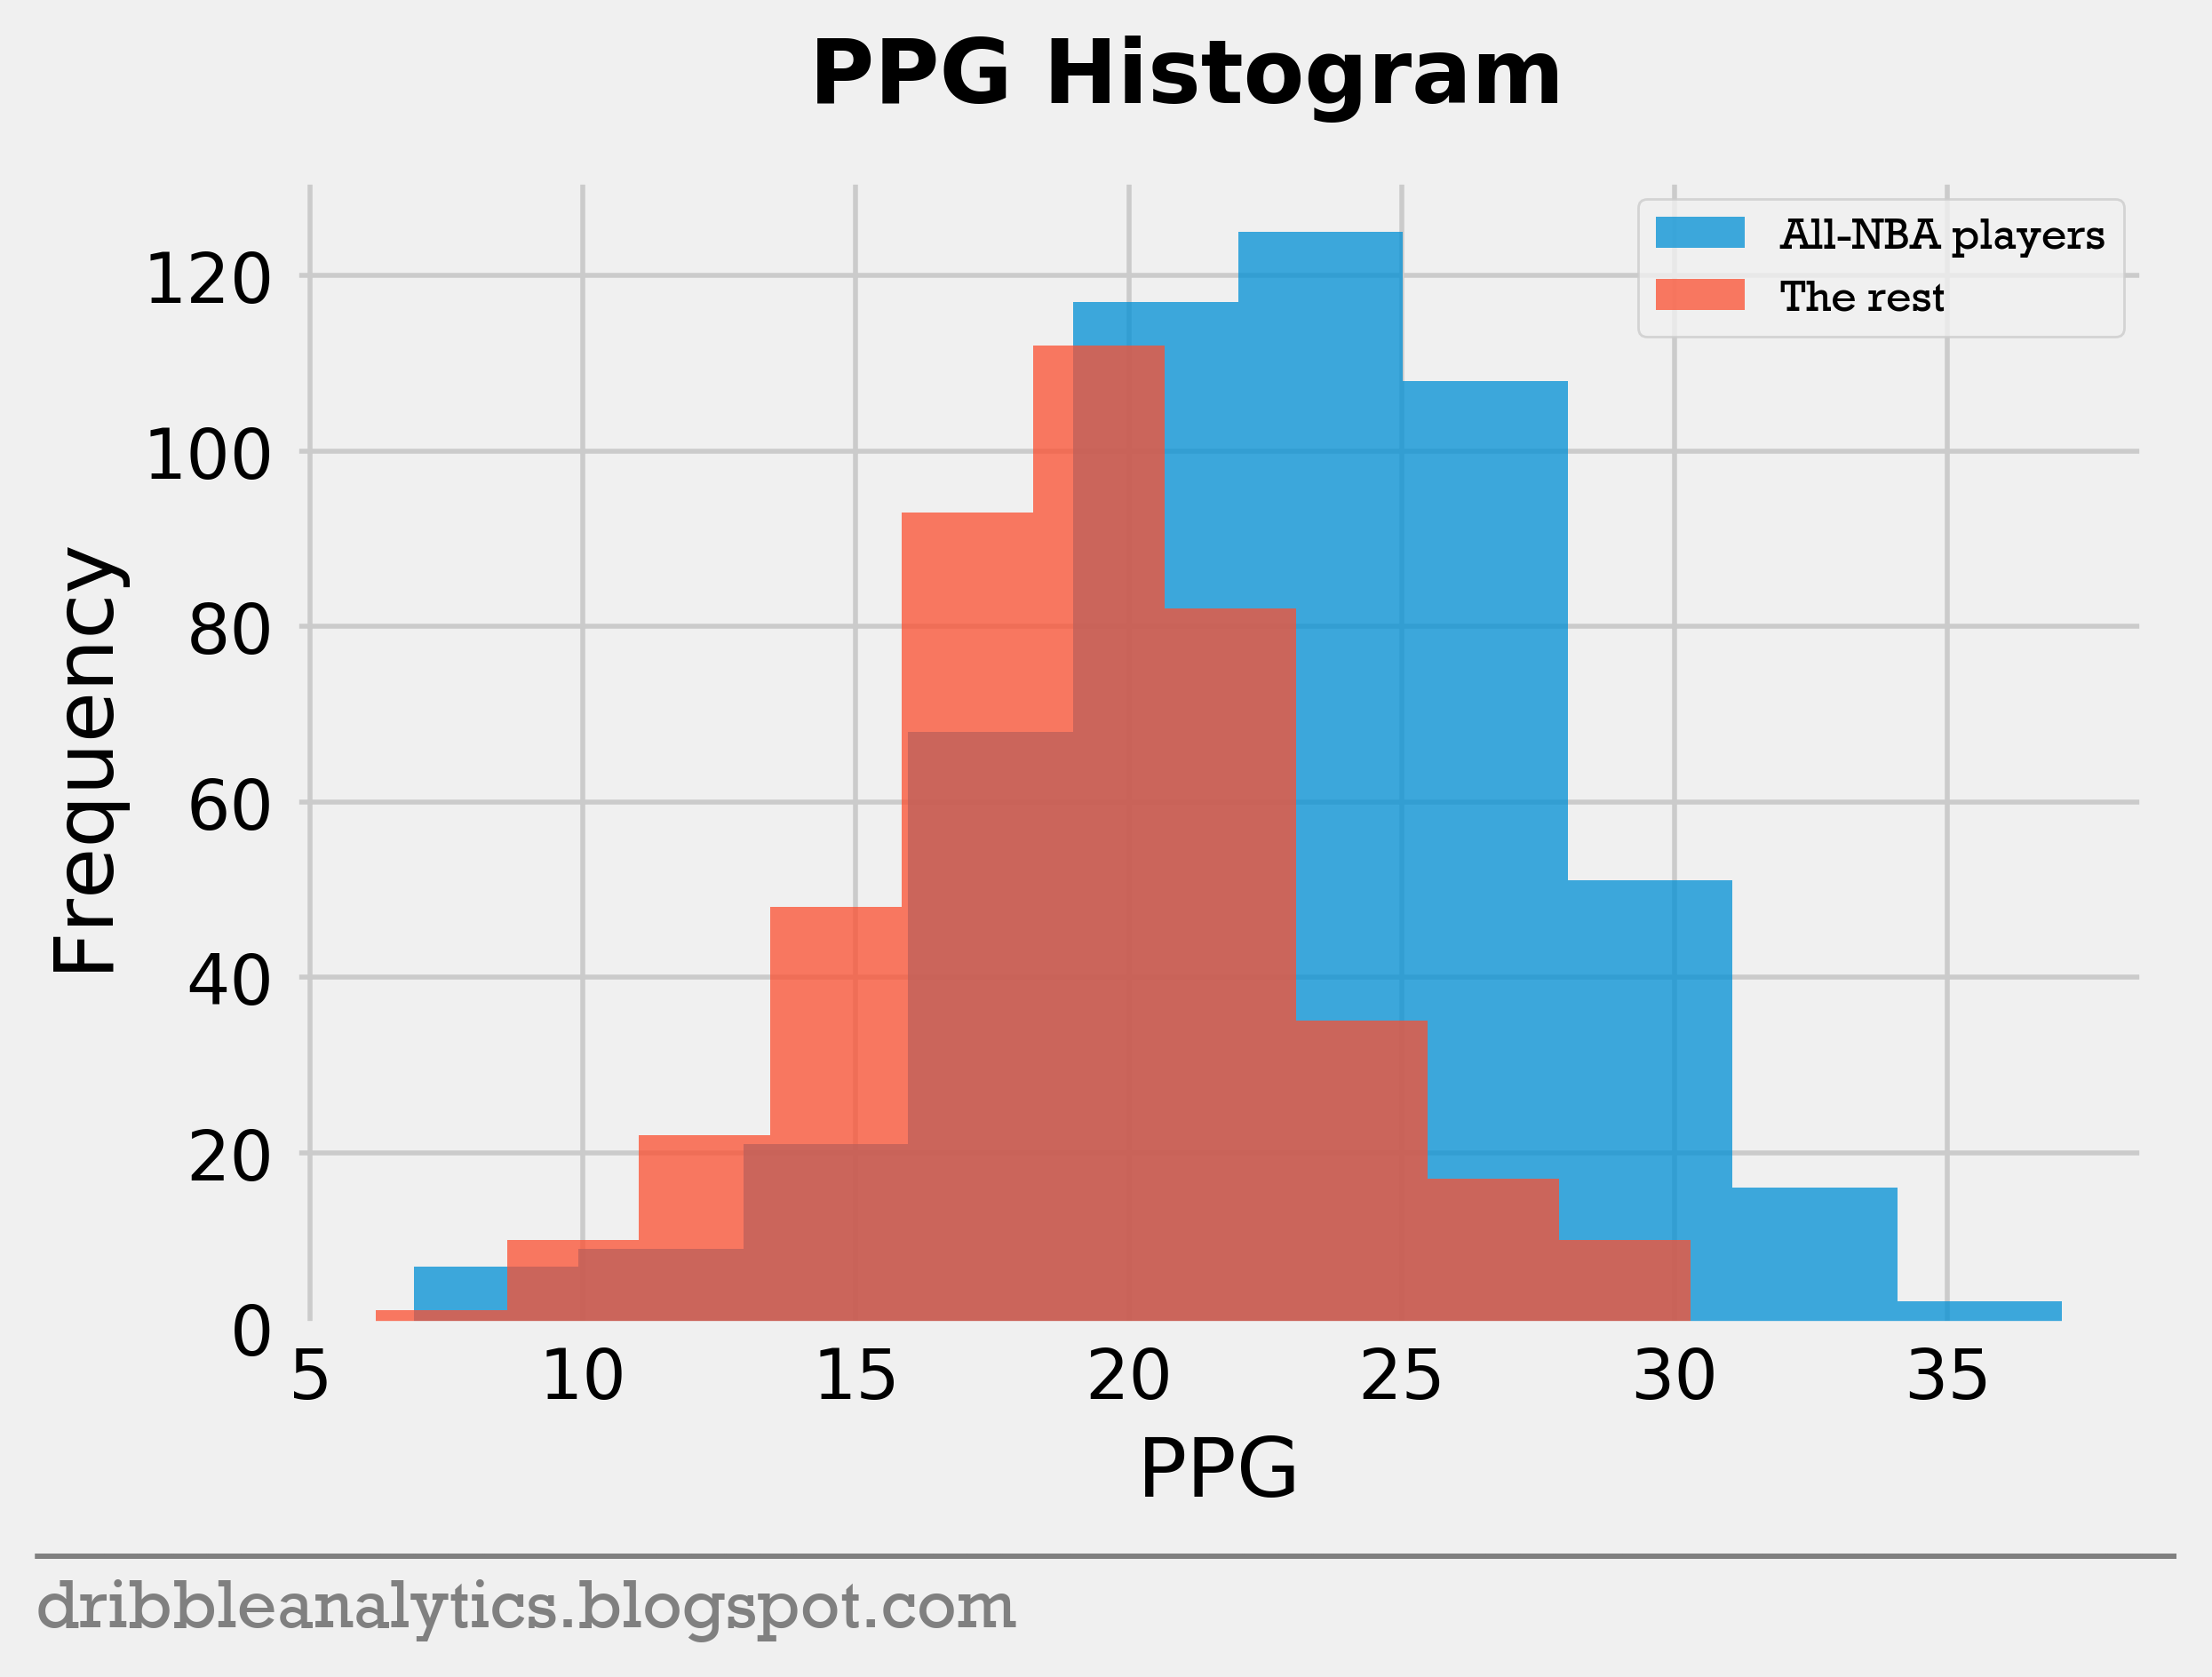 PPG Histogram
All-NBA players
The rest
120
100
80
60
40
20
0
Frequency
5 10 15 20 25 30 35
PPG
dribbleanalytics.blogspot.com